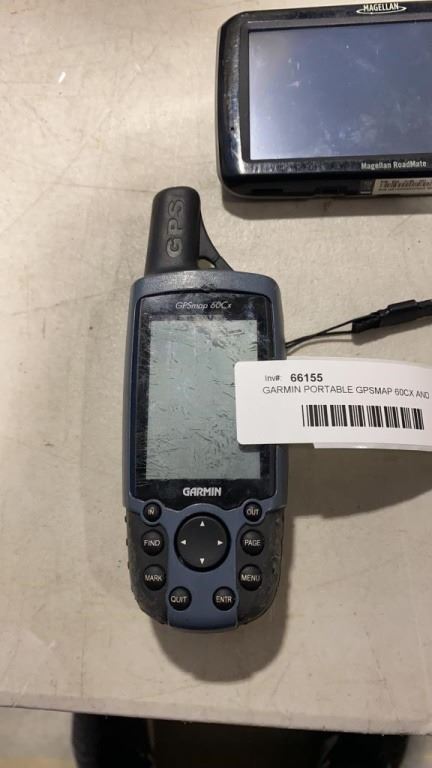 MAGELLAN
Magellan RoadMate
GPS
GPSmap 60Cx
Inv#: 66155
GARMIN PORTABLE GPSMAP 60CX AND
GARMIN
IN
OUT
FIND
PAGE
MARK
MENU
QUIT
ENTR